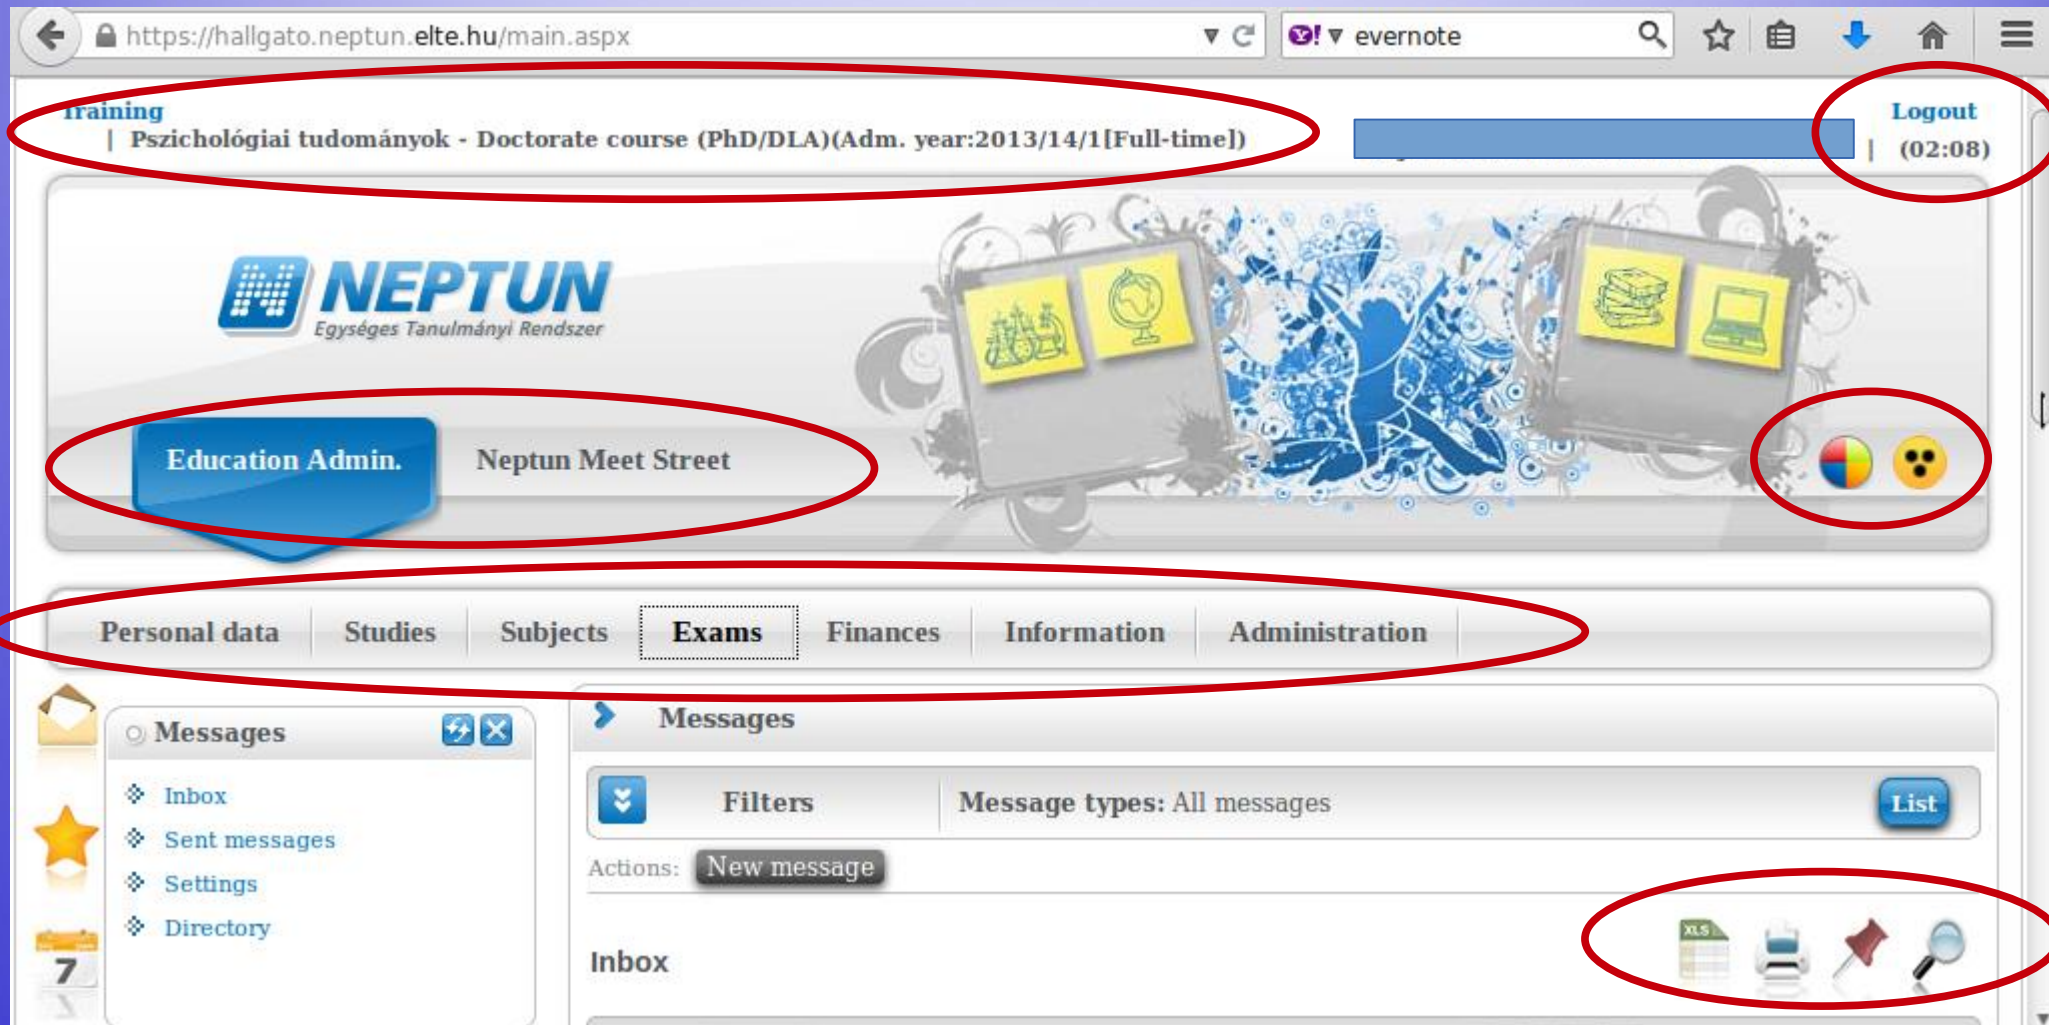 https://hallgato.neptun.elte.hu/main.aspx
evernote
Training
| Pszichológiai tudományok - Doctorate course (PhD/DLA)(Adm. year:2013/14/1[Full-time])
Logout
| (02:08)
NEPTUN
Egységes Tanulmányi Rendszer
Education Admin.
Neptun Meet Street
Personal data
Studies
Subjects
Exams
Finances
Information
Administration
Messages
Inbox
Sent messages
Settings
Directory
7
Messages
Filters
Message types: All messages
List
Actions: New message
Inbox
XLS